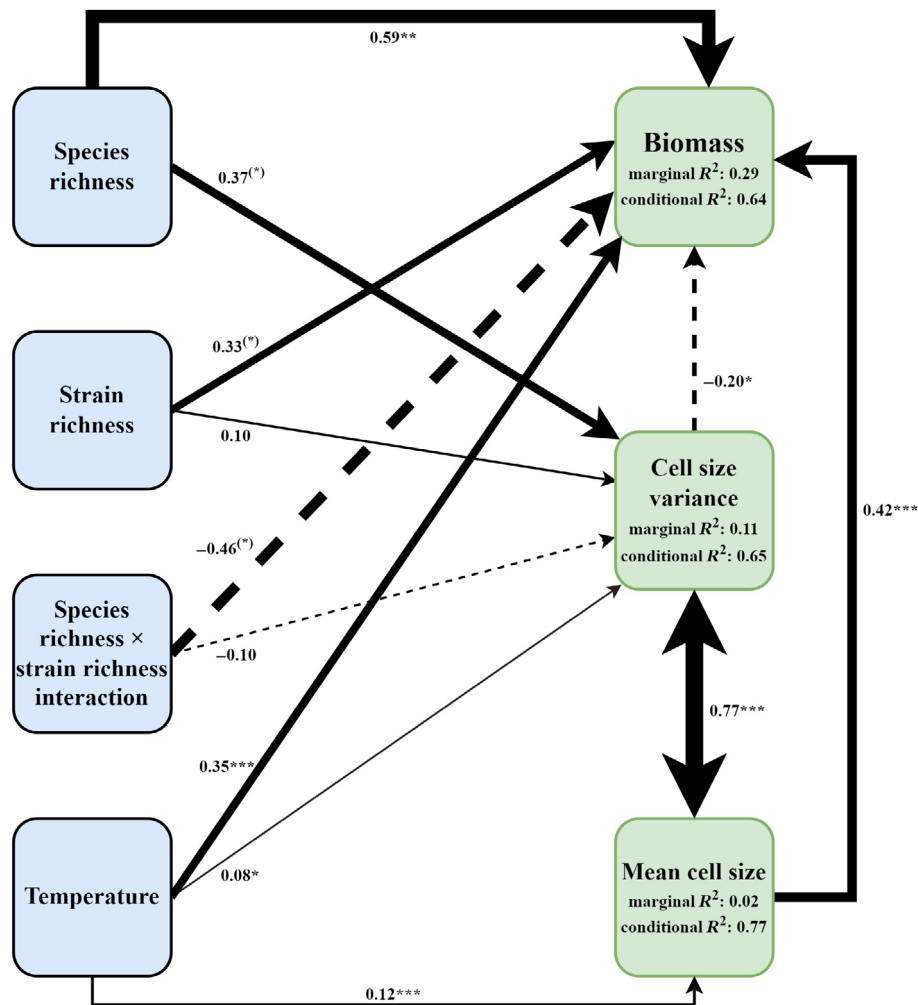 0.59**
Species
richness
Biomass
marginal R²: 0.29
conditional R²: 0.64
0.37(*)
Strain
richness
0.33(*)
0.10
–0.20*
Cell size
variance
marginal R²: 0.11
conditional R²: 0.65
0.42***
–0.46(*)
Species
richness ×
strain richness
interaction
–0.10
0.77***
0.35***
Temperature
0.08*
Mean cell size
marginal R²: 0.02
conditional R²: 0.77
0.12***